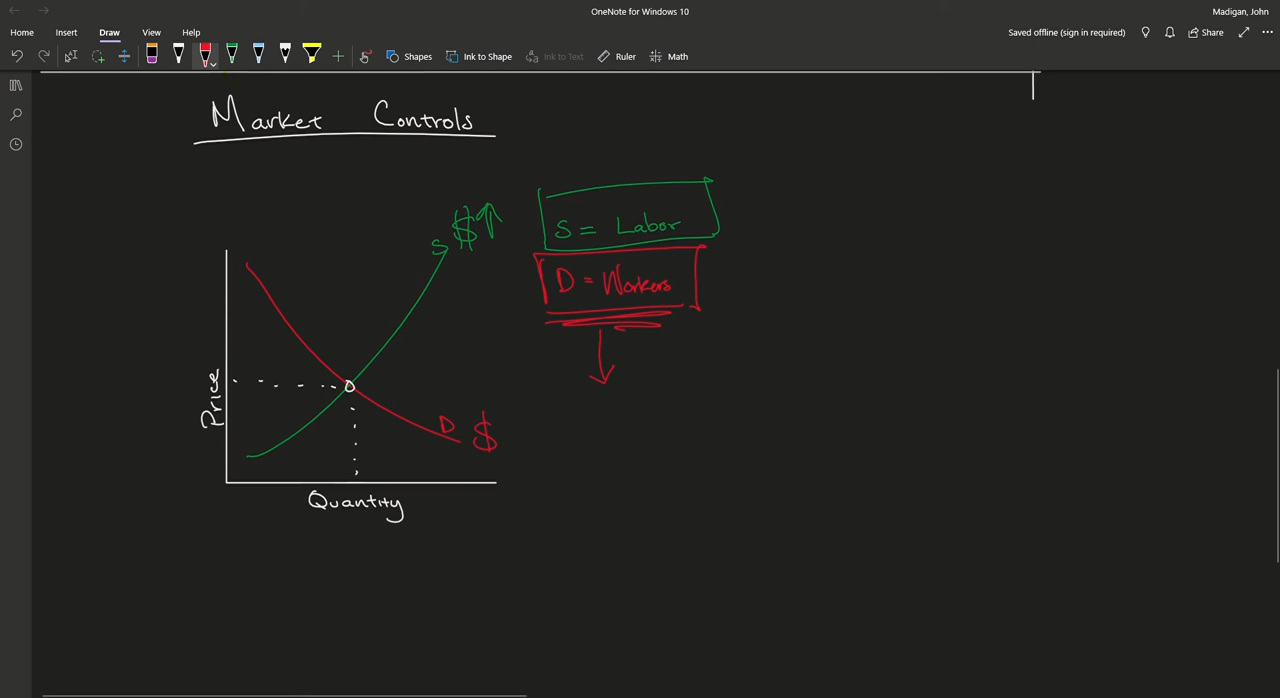 OneNote for Windows 10
Madigan, John
Home Insert Draw View Help
Saved offline (sign in required)
Share
Shapes
Ink to Shape
Ink to Text
Ruler
Math
Market Controls
S $
S = Labor
D = Workers
Price
D $
Quantity